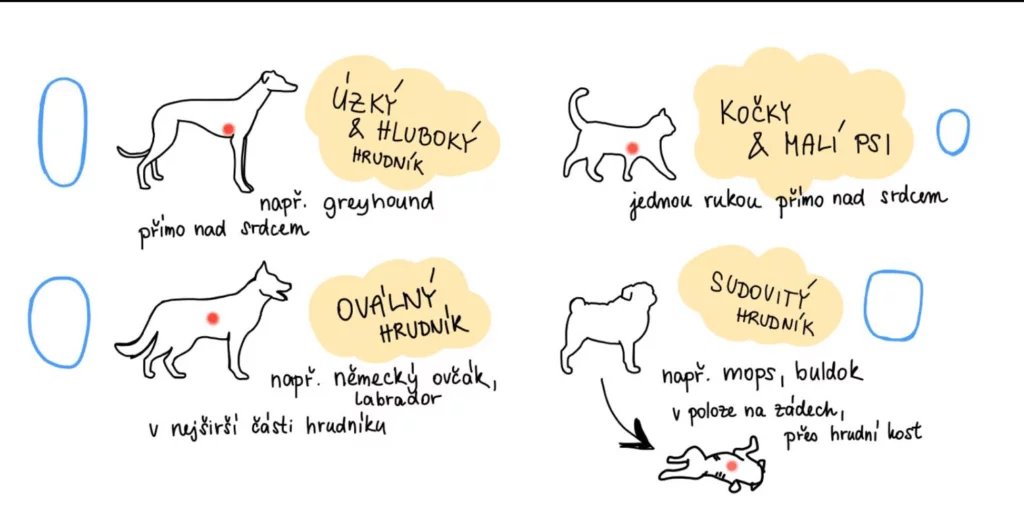 ÚZKÝ
& HLUBOKÝ
HRUDNÍK
např. greyhound
přímo nad srdcem
KOČKY
& MALÍ PSI
jednou rukou přímo nad srdcem
OVÁLNÝ
HRUDNÍK
např. německý ovčák,
labrador
v nejširší části hrudníku
SUDOVITÝ
HRUDNÍK
např. mops, buldok
v poloze na zádech,
přes hrudní kost